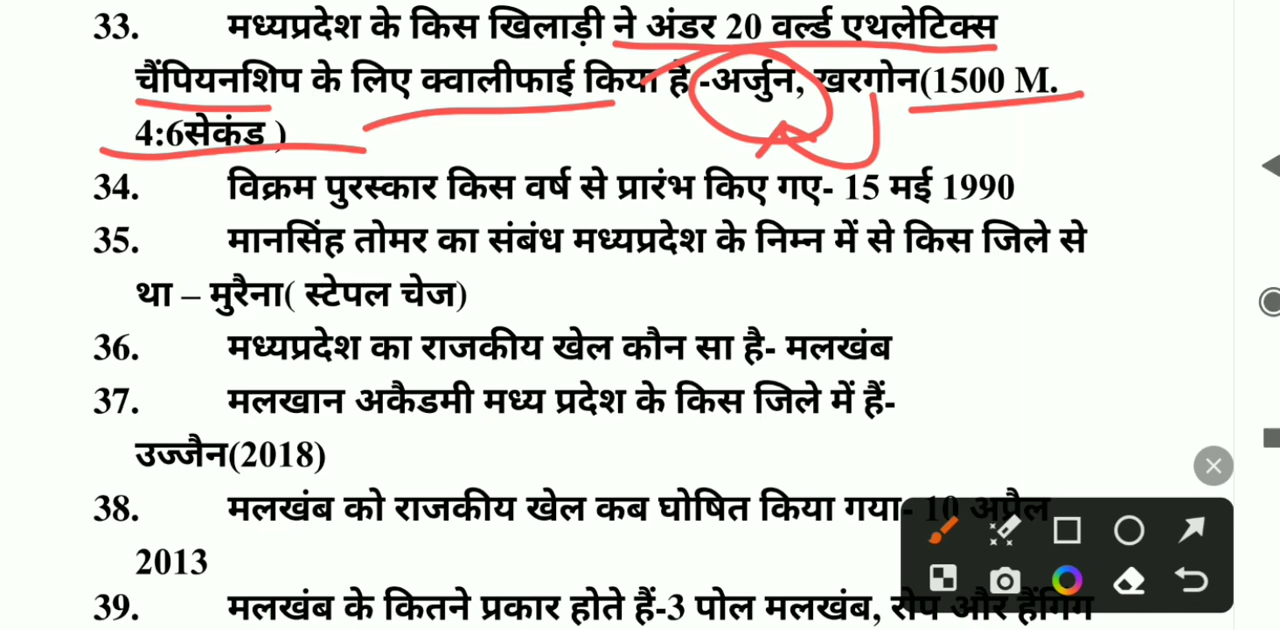 33. मध्यप्रदेश के किस खिलाड़ी ने अंडर 20 वर्ल्ड एथलेटिक्स
चैंपियनशिप के लिए क्वालीफाई किया है -अर्जुन, खरगोन(1500 M.
4:6सेकंड )
34. विक्रम पुरस्कार किस वर्ष से प्रारंभ किए गए- 15 मई 1990
35. मानसिंह तोमर का संबंध मध्यप्रदेश के निम्न में से किस जिले से
था – मुरैना( स्टेपल चेज)
36. मध्यप्रदेश का राजकीय खेल कौन सा है- मलखंब
37. मलखान अकैडमी मध्य प्रदेश के किस जिले में हैं-
उज्जैन(2018)
38. मलखंब को राजकीय खेल कब घोषित किया गया- 10 अप्रैल
2013
39. मलखंब के कितने प्रकार होते हैं-3 पोल मलखंब, रोप और हैंगिंग